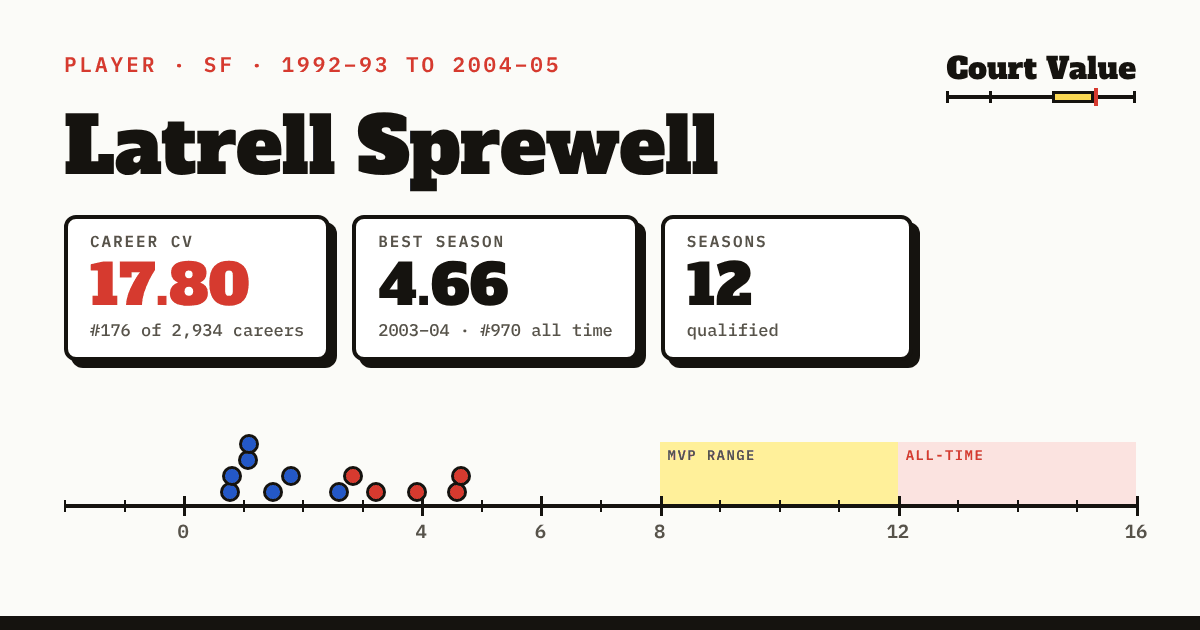 PLAYER · SF · 1992–93 TO 2004–05
Court Value
Latrell Sprewell
CAREER CV
17.80
#176 of 2,934 careers
BEST SEASON
4.66
2003–04 · #970 all time
SEASONS
12
qualified
MVP RANGE
ALL-TIME
0 4 6 8 12 16